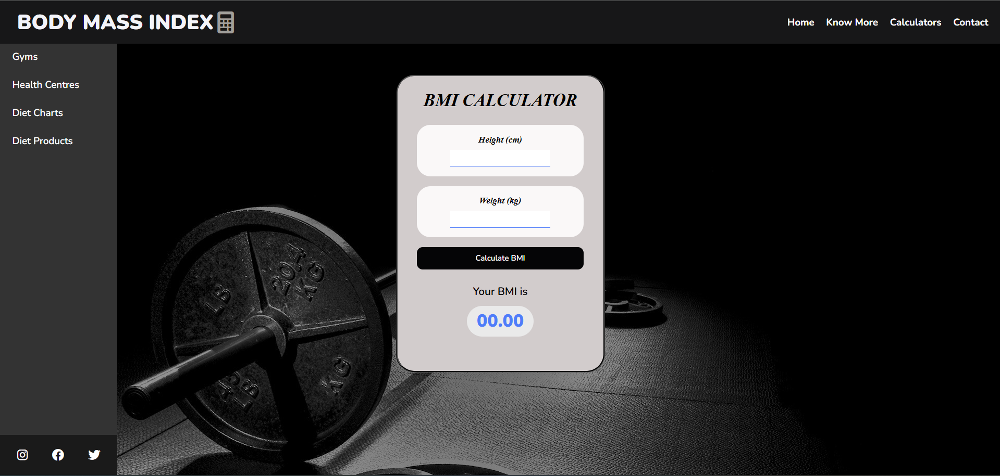 BODY MASS INDEX
Home Know More Calculators Contact
Gyms
Health Centres
Diet Charts
Diet Products
BMI CALCULATOR
Height (cm)
Weight (kg)
Calculate BMI
Your BMI is
00.00
LB
20.4
KG
KG
LB